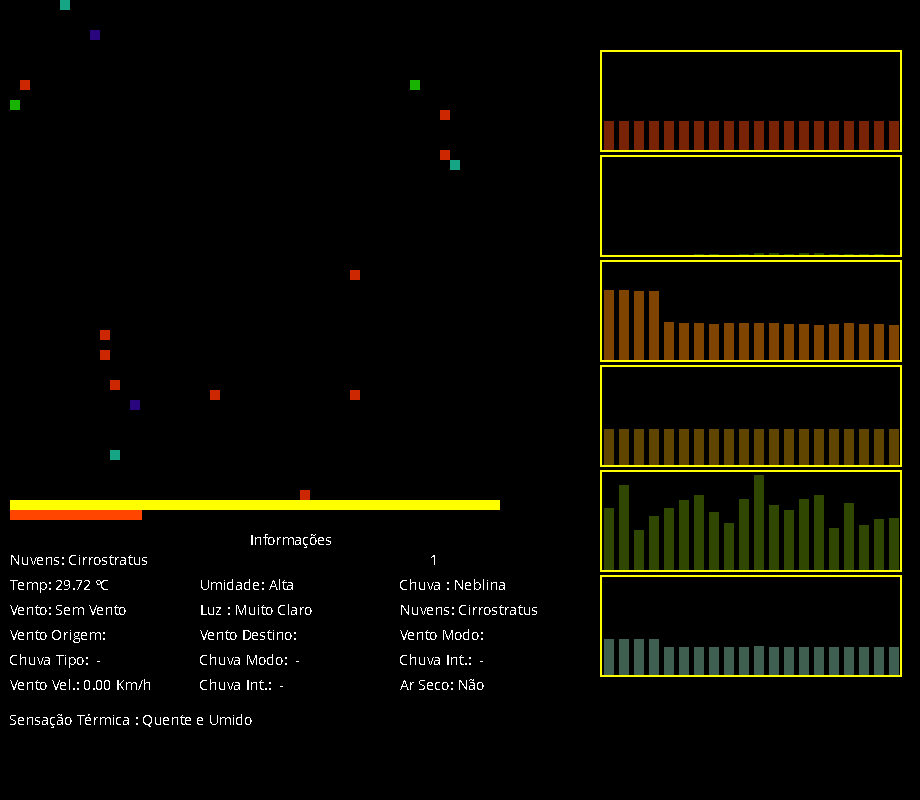 Informações
Nuvens: Cirrostratus 1
Temp: 29.72 ºC Umidade: Alta Chuva : Neblina
Vento: Sem Vento Luz : Muito Claro Nuvens: Cirrostratus
Vento Origem: Vento Destino: Vento Modo:
Chuva Tipo: - Chuva Modo: - Chuva Int.: -
Vento Vel.: 0.00 Km/h Chuva Int.: - Ar Seco: Não
Sensação Térmica : Quente e Umido